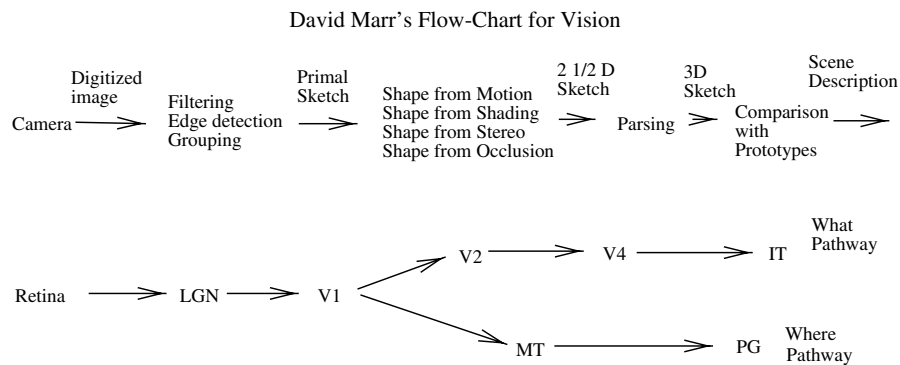 David Marr's Flow-Chart for Vision
Camera
Digitized
image
Filtering
Edge detection
Grouping
Primal
Sketch
Shape from Motion
Shape from Shading
Shape from Stereo
Shape from Occlusion
2 1/2 D
Sketch
Parsing
3D
Sketch
Comparison
with
Prototypes
Scene
Description
Retina
LGN
V1
V2
V4
IT
What
Pathway
MT
PG
Where
Pathway